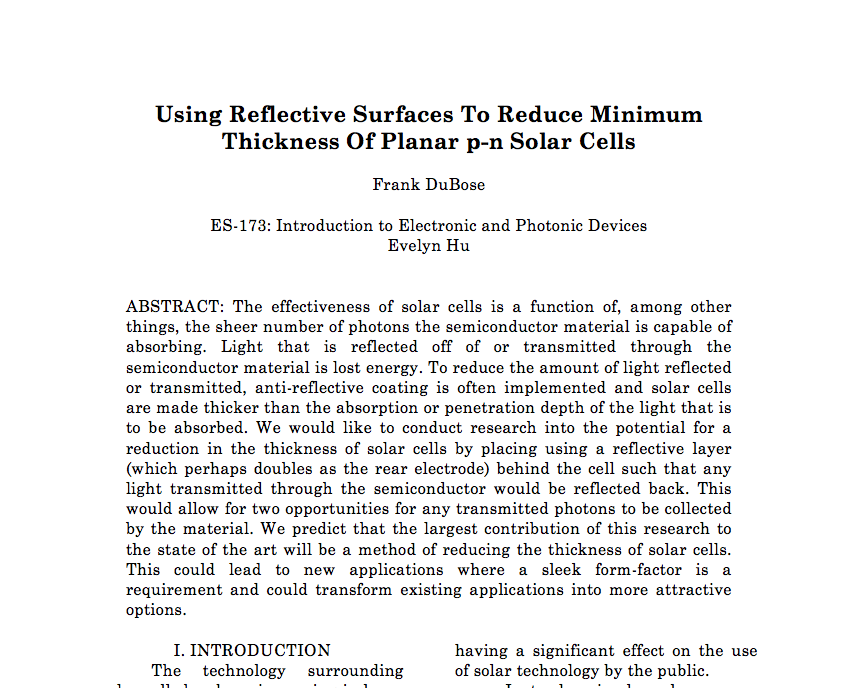 Using Reflective Surfaces To Reduce Minimum
Thickness Of Planar p-n Solar Cells
Frank DuBose
ES-173: Introduction to Electronic and Photonic Devices
Evelyn Hu
ABSTRACT: The effectiveness of solar cells is a function of, among other
things, the sheer number of photons the semiconductor material is capable of
absorbing. Light that is reflected off of or transmitted through the
semiconductor material is lost energy. To reduce the amount of light reflected
or transmitted, anti-reflective coating is often implemented and solar cells
are made thicker than the absorption or penetration depth of the light that is
to be absorbed. We would like to conduct research into the potential for a
reduction in the thickness of solar cells by placing using a reflective layer
(which perhaps doubles as the rear electrode) behind the cell such that any
light transmitted through the semiconductor would be reflected back. This
would allow for two opportunities for any transmitted photons to be collected
by the material. We predict that the largest contribution of this research to
the state of the art will be a method of reducing the thickness of solar cells.
This could lead to new applications where a sleek form-factor is a
requirement and could transform existing applications into more attractive
options.
I. INTRODUCTION
The technology surrounding
having a significant effect on the use
of solar technology by the public.